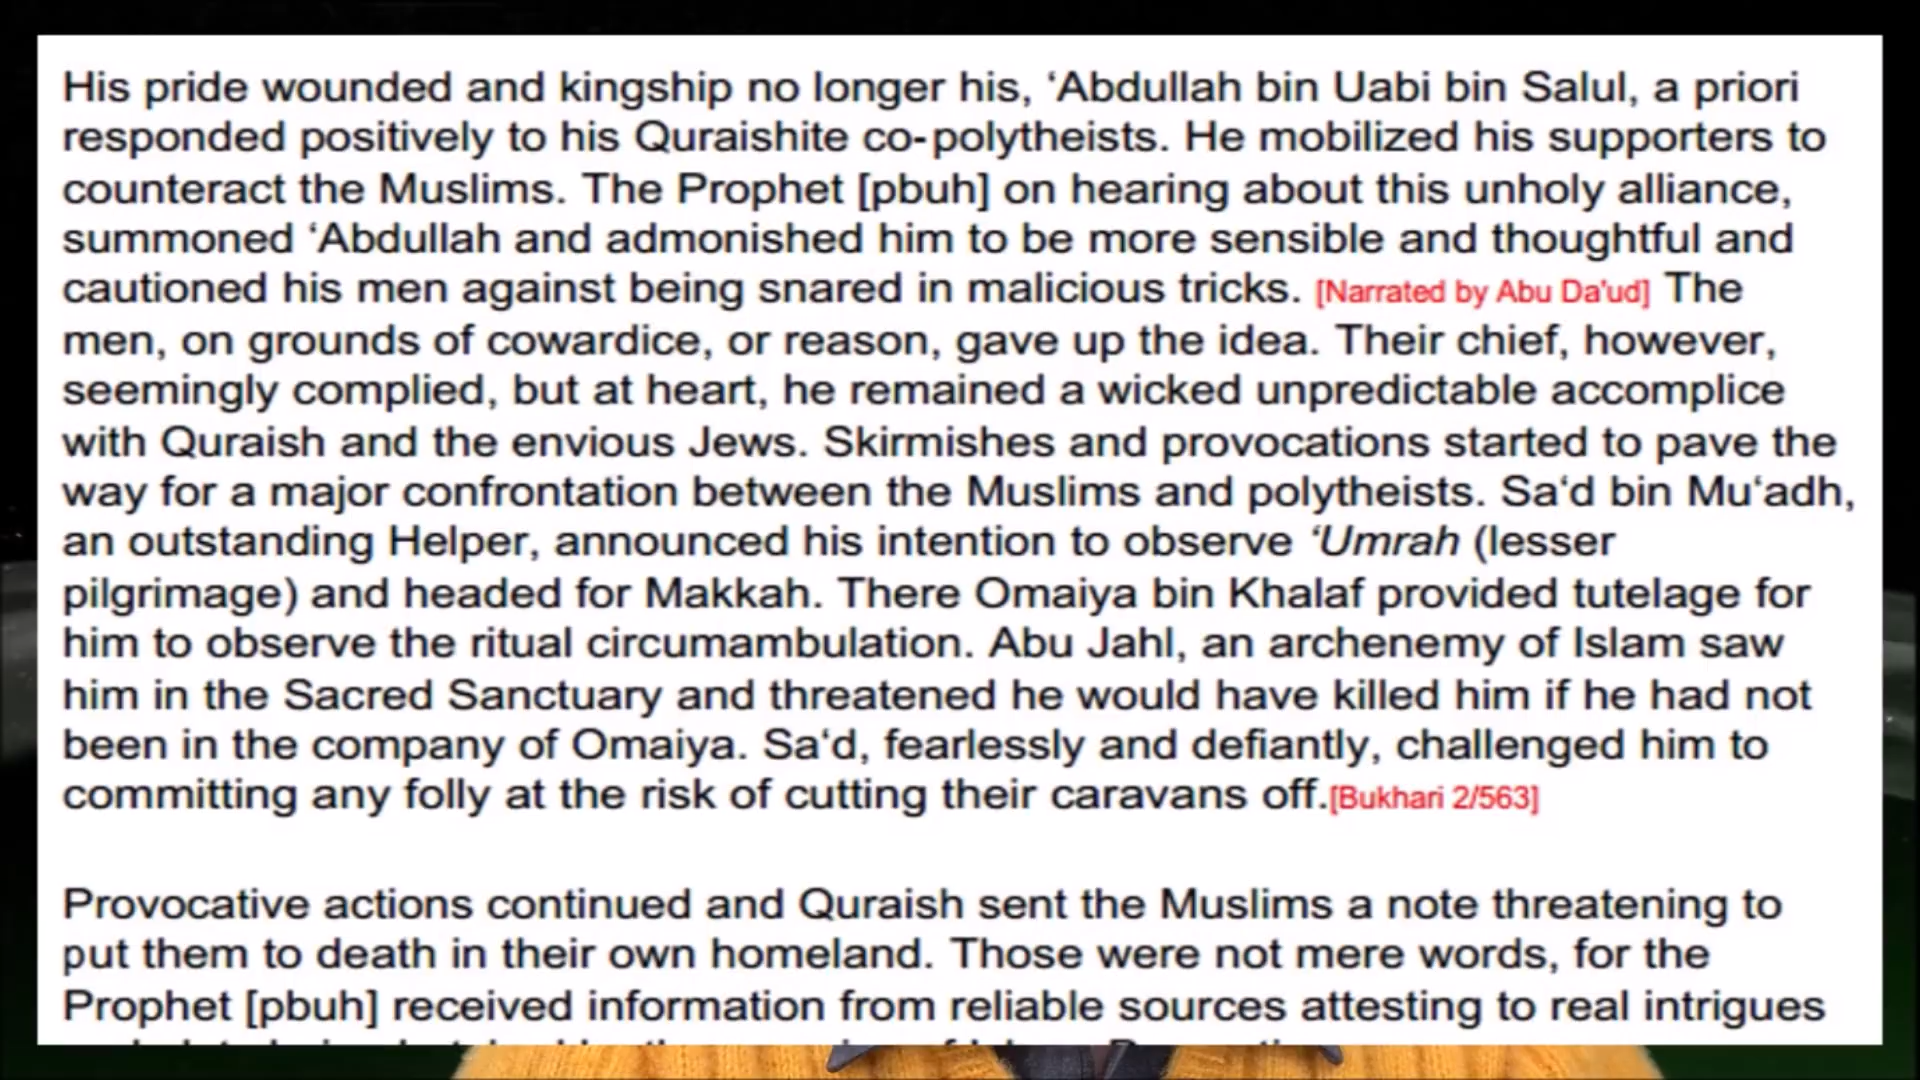 His pride wounded and kingship no longer his, ‘Abdullah bin Uabi bin Salul, a priori
responded positively to his Quraishite co-polytheists. He mobilized his supporters to
counteract the Muslims. The Prophet [pbuh] on hearing about this unholy alliance,
summoned ‘Abdullah and admonished him to be more sensible and thoughtful and
cautioned his men against being snared in malicious tricks. [Narrated by Abu Da'ud] The
men, on grounds of cowardice, or reason, gave up the idea. Their chief, however,
seemingly complied, but at heart, he remained a wicked unpredictable accomplice
with Quraish and the envious Jews. Skirmishes and provocations started to pave the
way for a major confrontation between the Muslims and polytheists. Sa‘d bin Mu‘adh,
an outstanding Helper, announced his intention to observe ‘Umrah (lesser
pilgrimage) and headed for Makkah. There Omaiya bin Khalaf provided tutelage for
him to observe the ritual circumambulation. Abu Jahl, an archenemy of Islam saw
him in the Sacred Sanctuary and threatened he would have killed him if he had not
been in the company of Omaiya. Sa‘d, fearlessly and defiantly, challenged him to
committing any folly at the risk of cutting their caravans off.[Bukhari 2/563]
Provocative actions continued and Quraish sent the Muslims a note threatening to
put them to death in their own homeland. Those were not mere words, for the
Prophet [pbuh] received information from reliable sources attesting to real intrigues